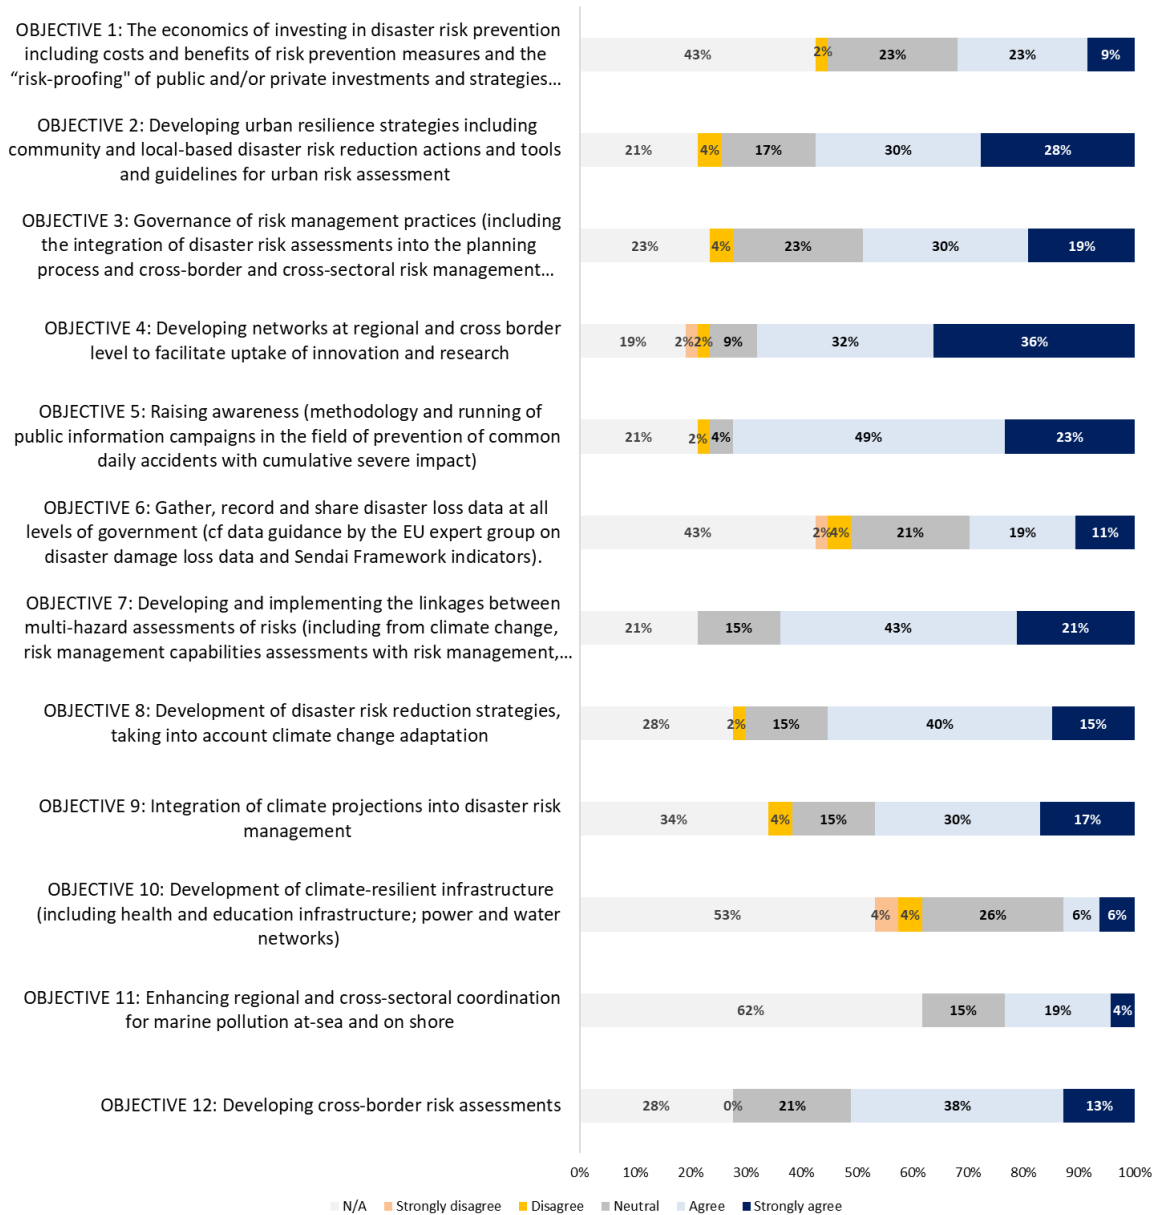 OBJECTIVE 1: The economics of investing in disaster risk prevention
including costs and benefits of risk prevention measures and the
“risk-proofing" of public and/or private investments and strategies...
43%
2%
23%
23%
9%
OBJECTIVE 2: Developing urban resilience strategies including
community and local-based disaster risk reduction actions and tools
and guidelines for urban risk assessment
21%
4%
17%
30%
28%
OBJECTIVE 3: Governance of risk management practices (including
the integration of disaster risk assessments into the planning
process and cross-border and cross-sectoral risk management...
23%
4%
23%
30%
19%
OBJECTIVE 4: Developing networks at regional and cross border
level to facilitate uptake of innovation and research
19%
2%
2%
9%
32%
36%
OBJECTIVE 5: Raising awareness (methodology and running of
public information campaigns in the field of prevention of common
daily accidents with cumulative severe impact)
21%
2%
4%
49%
23%
OBJECTIVE 6: Gather, record and share disaster loss data at all
levels of government (cf data guidance by the EU expert group on
disaster damage loss data and Sendai Framework indicators).
43%
2%
4%
21%
19%
11%
OBJECTIVE 7: Developing and implementing the linkages between
multi-hazard assessments of risks (including from climate change,
risk management capabilities assessments with risk management,...
21%
15%
43%
21%
OBJECTIVE 8: Development of disaster risk reduction strategies,
taking into account climate change adaptation
28%
2%
15%
40%
15%
OBJECTIVE 9: Integration of climate projections into disaster risk
management
34%
4%
15%
30%
17%
OBJECTIVE 10: Development of climate-resilient infrastructure
(including health and education infrastructure; power and water
networks)
53%
4%
4%
26%
6%
6%
OBJECTIVE 11: Enhancing regional and cross-sectoral coordination
for marine pollution at-sea and on shore
62%
15%
19%
4%
OBJECTIVE 12: Developing cross-border risk assessments
28%
0%
21%
38%
13%
0% 10% 20% 30% 40% 50% 60% 70% 80% 90% 100%
N/A Strongly disagree Disagree Neutral Agree Strongly agree